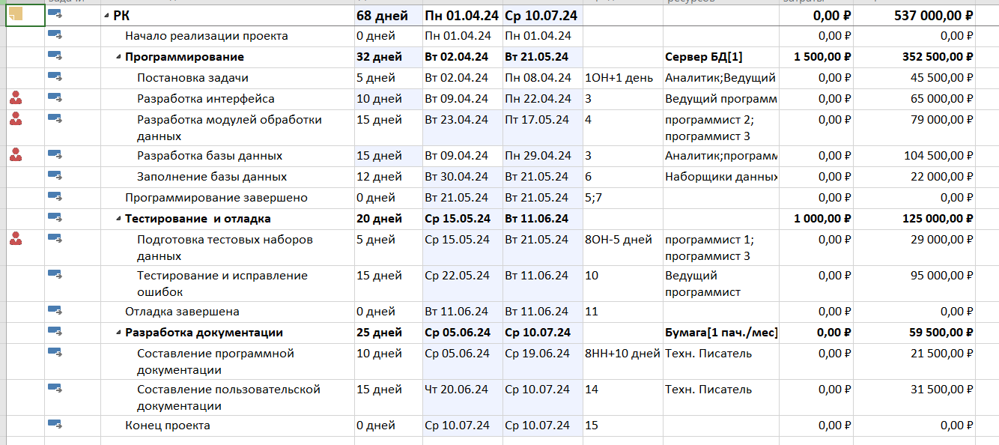 РК 68 дней Пн 01.04.24 Ср 10.07.24 0,00 ₽ 537 000,00 ₽
Начало реализации проекта 0 дней Пн 01.04.24 Пн 01.04.24 0,00 ₽ 0,00 ₽
Программирование 32 дней Вт 02.04.24 Вт 21.05.24 Сервер БД[1] 1 500,00 ₽ 352 500,00 ₽
Постановка задачи 5 дней Вт 02.04.24 Пн 08.04.24 1ОН+1 день Аналитик;Ведущий 0,00 ₽ 45 500,00 ₽
Разработка интерфейса 10 дней Вт 09.04.24 Пн 22.04.24 3 Ведущий программ 0,00 ₽ 65 000,00 ₽
Разработка модулей обработки 15 дней Вт 23.04.24 Пт 17.05.24 4 программист 2; 0,00 ₽ 79 000,00 ₽
данных программист 3
Разработка базы данных 15 дней Вт 09.04.24 Пн 29.04.24 3 Аналитик;программ 0,00 ₽ 104 500,00 ₽
Заполнение базы данных 12 дней Вт 30.04.24 Вт 21.05.24 6 Наборщики данных 0,00 ₽ 22 000,00 ₽
Программирование завершено 0 дней Вт 21.05.24 Вт 21.05.24 5;7 0,00 ₽ 0,00 ₽
Тестирование и отладка 20 дней Ср 15.05.24 Вт 11.06.24 1 000,00 ₽ 125 000,00 ₽
Подготовка тестовых наборов 5 дней Ср 15.05.24 Вт 21.05.24 8ОН-5 дней программист 1; 0,00 ₽ 29 000,00 ₽
данных программист 3
Тестирование и исправление 15 дней Ср 22.05.24 Вт 11.06.24 10 Ведущий 0,00 ₽ 95 000,00 ₽
ошибок программист
Отладка завершена 0 дней Вт 11.06.24 Вт 11.06.24 11 0,00 ₽ 0,00 ₽
Разработка документации 25 дней Ср 05.06.24 Ср 10.07.24 Бумага[1 пач./мес] 0,00 ₽ 59 500,00 ₽
Составление программной 10 дней Ср 05.06.24 Ср 19.06.24 8НН+10 дней Техн. Писатель 0,00 ₽ 21 500,00 ₽
документации
Составление пользовательской 15 дней Чт 20.06.24 Ср 10.07.24 14 Техн. Писатель 0,00 ₽ 31 500,00 ₽
документации
Конец проекта 0 дней Ср 10.07.24 Ср 10.07.24 15 0,00 ₽ 0,00 ₽